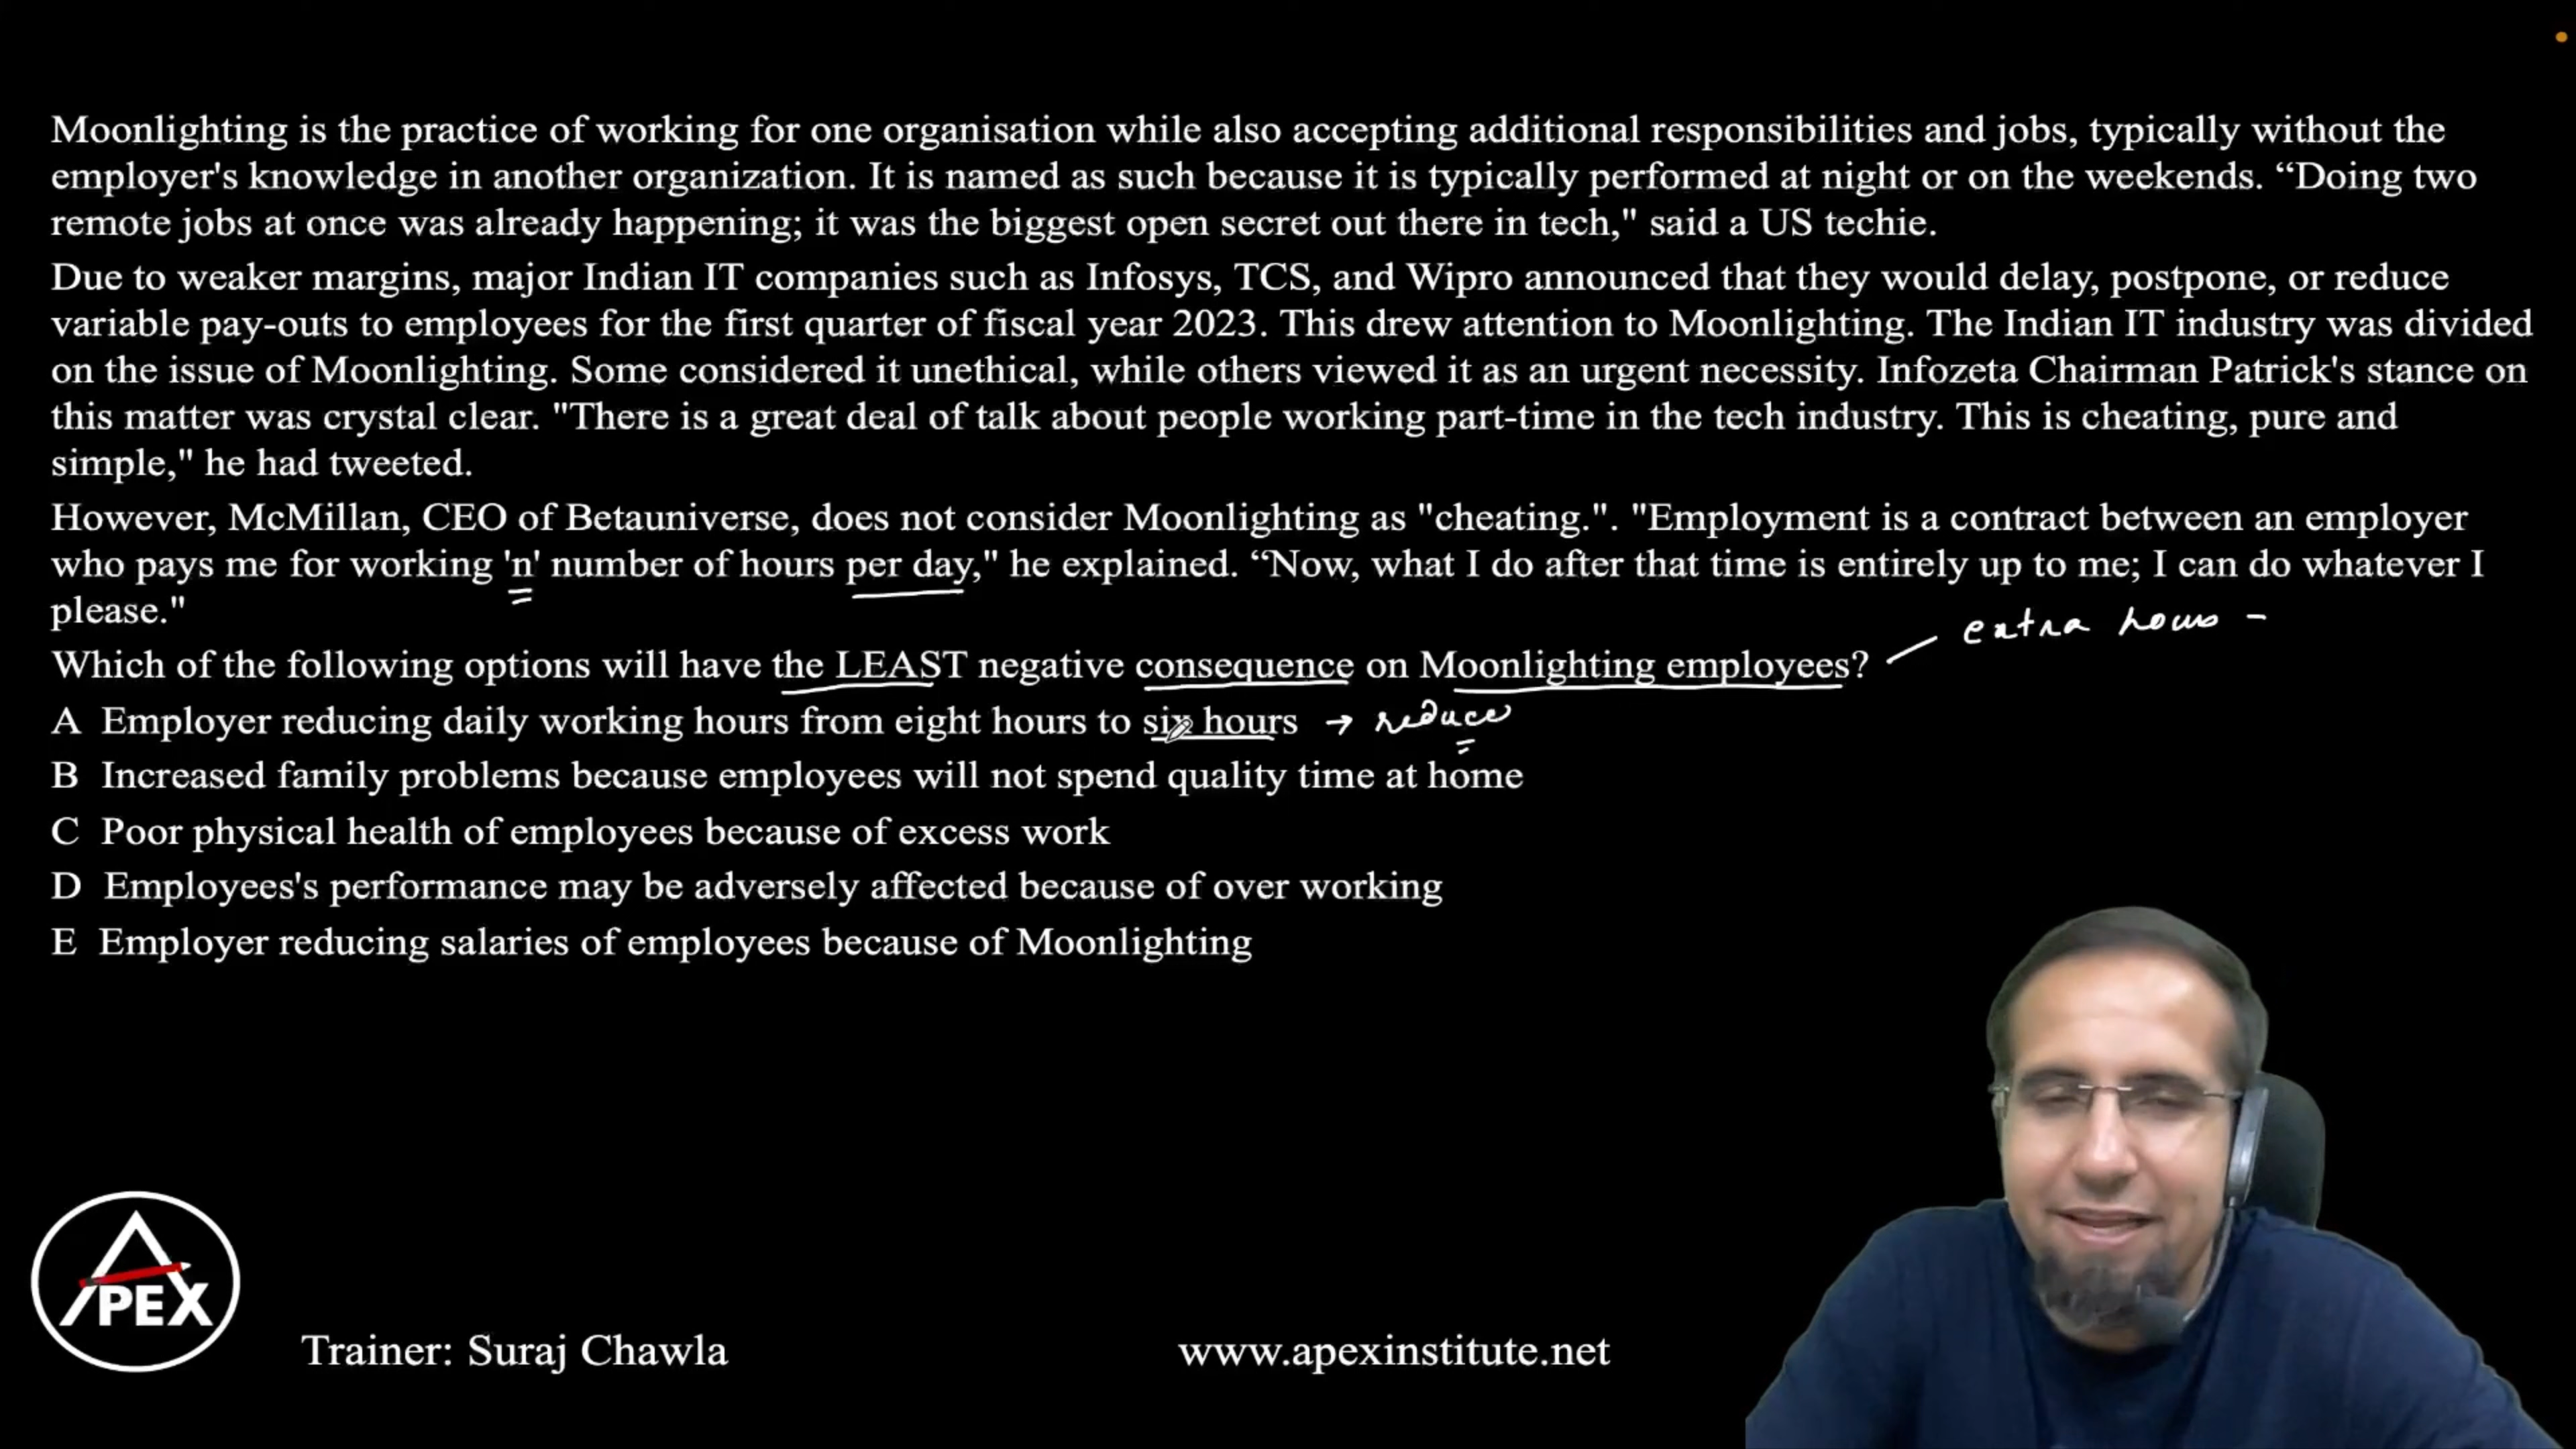 Moonlighting is the practice of working for one organisation while also accepting additional responsibilities and jobs, typically without the
employer's knowledge in another organization. It is named as such because it is typically performed at night or on the weekends. “Doing two
remote jobs at once was already happening; it was the biggest open secret out there in tech," said a US techie.
Due to weaker margins, major Indian IT companies such as Infosys, TCS, and Wipro announced that they would delay, postpone, or reduce
variable pay-outs to employees for the first quarter of fiscal year 2023. This drew attention to Moonlighting. The Indian IT industry was divided
on the issue of Moonlighting. Some considered it unethical, while others viewed it as an urgent necessity. Infozeta Chairman Patrick's stance on
this matter was crystal clear. "There is a great deal of talk about people working part-time in the tech industry. This is cheating, pure and
simple," he had tweeted.
However, McMillan, CEO of Betauniverse, does not consider Moonlighting as "cheating.". "Employment is a contract between an employer
who pays me for working 'n' number of hours per day," he explained. “Now, what I do after that time is entirely up to me; I can do whatever I
please."
extra hours -
Which of the following options will have the LEAST negative consequence on Moonlighting employees?
A Employer reducing daily working hours from eight hours to six hours → reduce
B Increased family problems because employees will not spend quality time at home
C Poor physical health of employees because of excess work
D Employees's performance may be adversely affected because of over working
E Employer reducing salaries of employees because of Moonlighting
APEX
Trainer: Suraj Chawla www.apexinstitute.net